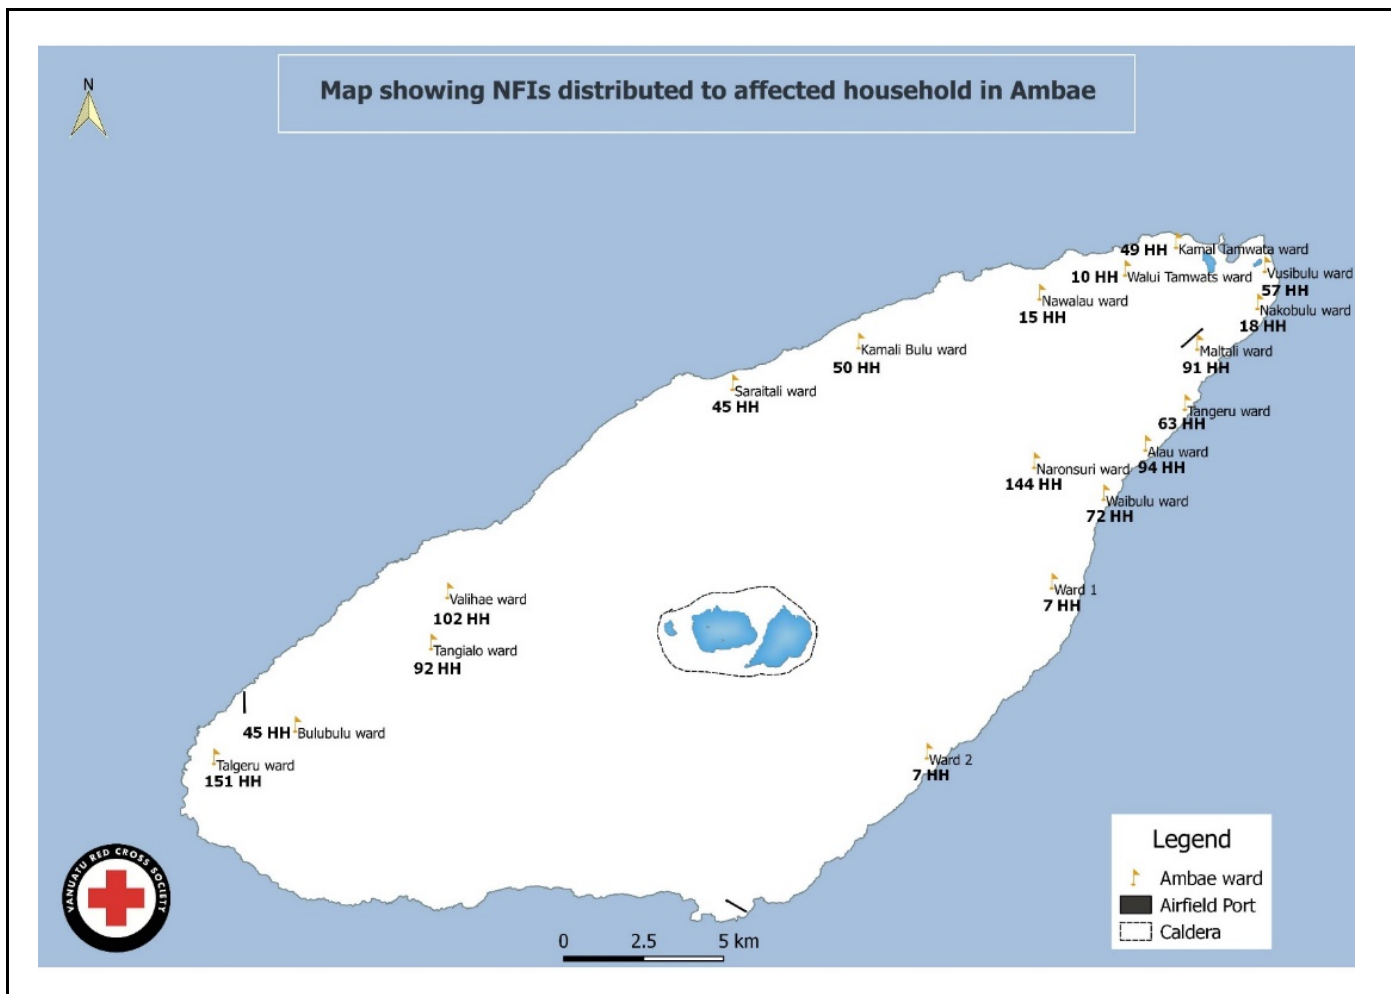 Map showing NFIs distributed to affected household in Ambae
N
49 HH Kamal Tamwata ward
10 HH Walui Tamwats ward
Vusibulu ward
57 HH
Nawalau ward
15 HH
Nakobulu ward
18 HH
Kamali Bulu ward
50 HH
Maltali ward
91 HH
Saraitali ward
45 HH
Tangeru ward
63 HH
Alau ward
94 HH
Naronsuri ward
144 HH
Waibulu ward
72 HH
Ward 1
7 HH
Valihae ward
102 HH
Tangialo ward
92 HH
45 HH Bulubulu ward
Talgeru ward
151 HH
Ward 2
7 HH
VANUATU RED CROSS SOCIETY
Legend
Ambae ward
Airfield Port
Caldera
0 2.5 5 km